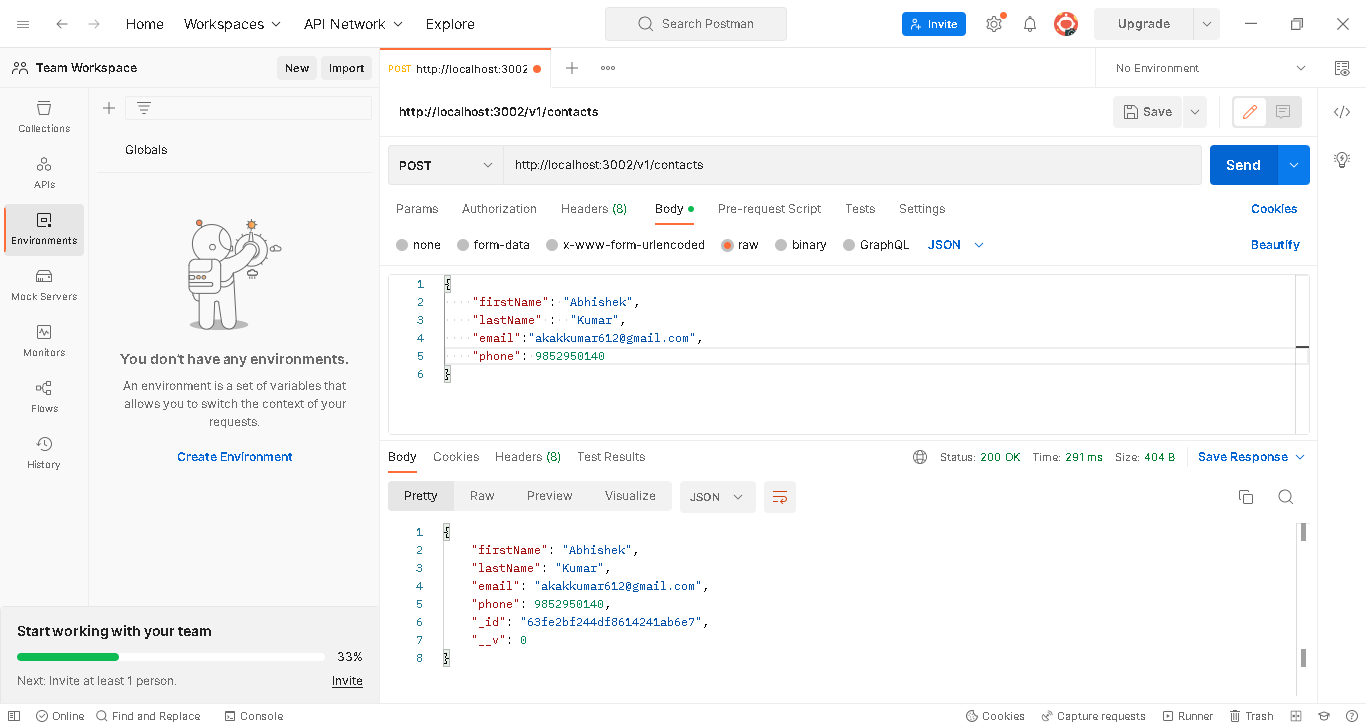 Home Workspaces API Network Explore Search Postman Invite Upgrade
Team Workspace New Import POST http://localhost:3002 No Environment
Collections
APIs
Environments
Mock Servers
Monitors
Flows
History
Globals
You don't have any environments.
An environment is a set of variables that
allows you to switch the context of your
requests.
Create Environment
Start working with your team
33%
Next: Invite at least 1 person. Invite
http://localhost:3002/v1/contacts Save
POST http://localhost:3002/v1/contacts Send
Params Authorization Headers (8) Body Pre-request Script Tests Settings Cookies
none form-data x-www-form-urlencoded raw binary GraphQL JSON Beautify
1 {
2 ····"firstName":·"Abhishek",
3 ····"lastName"·:··"Kumar",
4 ····"email":"akakkumar612@gmail.com",
5 ····"phone":·9852950140
6 }
Body Cookies Headers (8) Test Results Status: 200 OK Time: 291 ms Size: 404 B Save Response
Pretty Raw Preview Visualize JSON
1 {
2 "firstName": "Abhishek",
3 "lastName": "Kumar",
4 "email": "akakkumar612@gmail.com",
5 "phone": 9852950140,
6 "_id": "63fe2bf244df8614241ab6e7",
7 "__v": 0
8 }
Online Find and Replace Console Cookies Capture requests Runner Trash